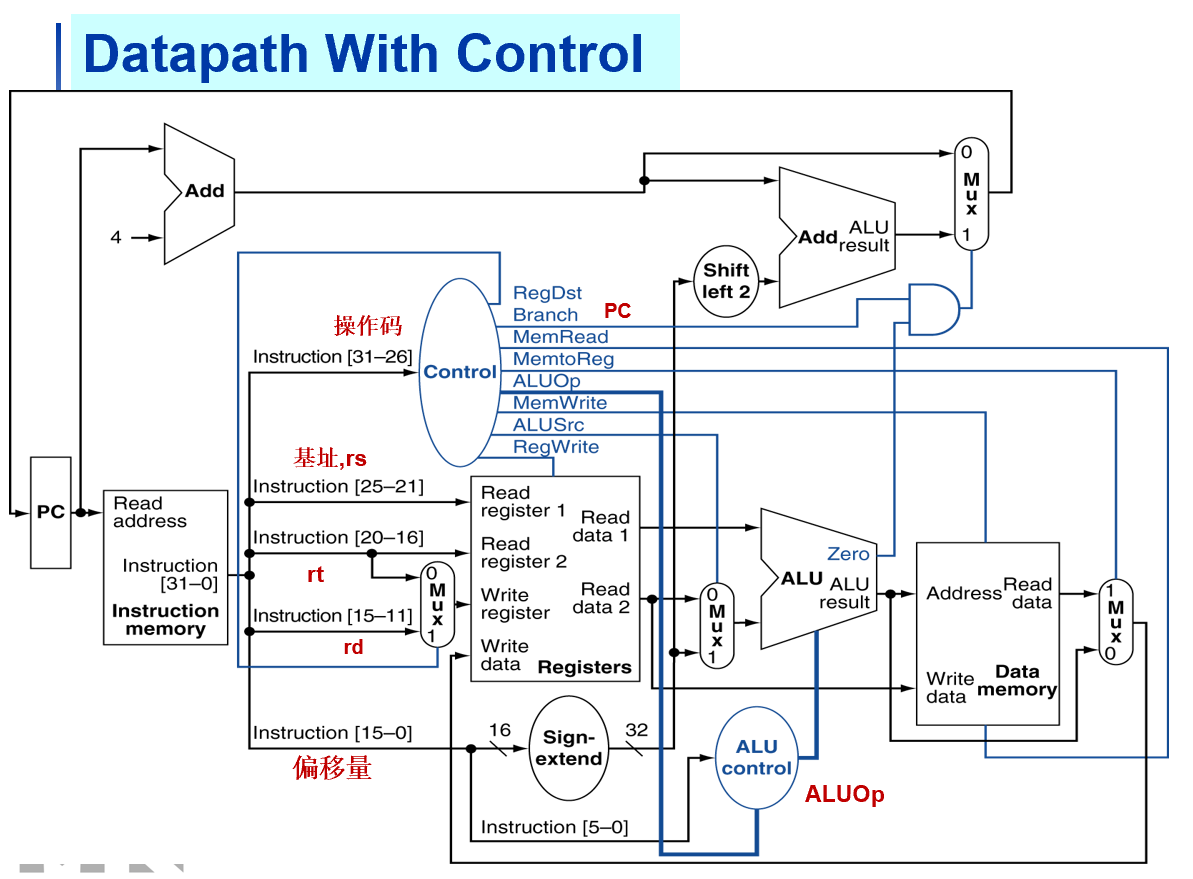 Datapath With Control
Add
4
Shift
left 2
Add
ALU
result
0
M
u
x
1
操作码
Instruction [31–26]
Control
RegDst
Branch
PC
MemRead
MemtoReg
ALUOp
MemWrite
ALUSrc
RegWrite
PC
Read
address
Instruction
[31–0]
Instruction
memory
基址,rs
Instruction [25–21]
Instruction [20–16]
rt
Instruction [15–11]
rd
0
M
u
x
1
Read
register 1
Read
register 2
Write
register
Write
data
Read
data 1
Read
data 2
Registers
0
M
u
x
1
Zero
ALU
ALU
result
Address
Read
data
Write
data
Data
memory
1
M
u
x
0
Instruction [15–0]
偏移量
16
Sign-
extend
32
ALU
control
ALUOp
Instruction [5–0]